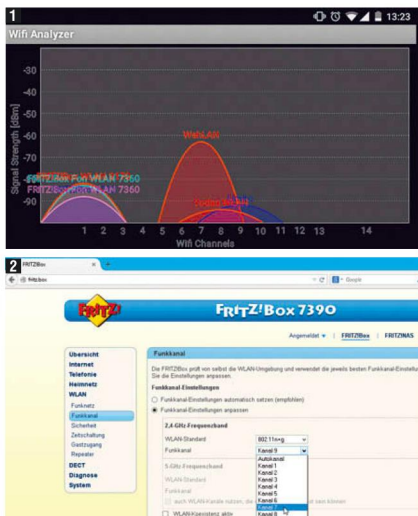 1
13:23
Wifi Analyzer
-30
-40
-50
-60
-70
-90
Signal Strength [dBm]
WebLAN
FRITZ!Box Fon WLAN 7360
FRITZ!Box Fon WLAN 7360
1 2 3 4 5 6 7 8 9 10 11 12 13 14
Wifi Channels
2
FRITZ!Box
fritz.box
Google
FRITZ!
FRITZ!Box 7390
Angemeldet FRITZ!Box FRITZ!NAS
Übersicht
Internet
Telefonie
Heimnetz
WLAN
Funknetz
Funkkanal
Sicherheit
Zeitschaltung
Gastzugang
Repeater
DECT
Diagnose
System
Funkkanal
Die FRITZ!Box prüft von selbst die WLAN-Umgebung und verwendet die jeweils besten Funkkanal-Einstellu
Sie die Einstellungen anpassen.
Funkkanal-Einstellungen
Funkkanal-Einstellungen automatisch setzen (empfohlen)
Funkkanal-Einstellungen anpassen
2,4-GHz-Frequenzband
WLAN-Standard 802.11n+g
Funkkanal Kanal 9
Autokanal
Kanal 1
Kanal 2
Kanal 3
Kanal 4
Kanal 5
Kanal 6
Kanal 7
Kanal 8
5-GHz-Frequenzband
WLAN-Standard
Funkkanal
auch WLAN-Kanäle nutzen, die al sein können
WLAN-Koexistenz aktiv